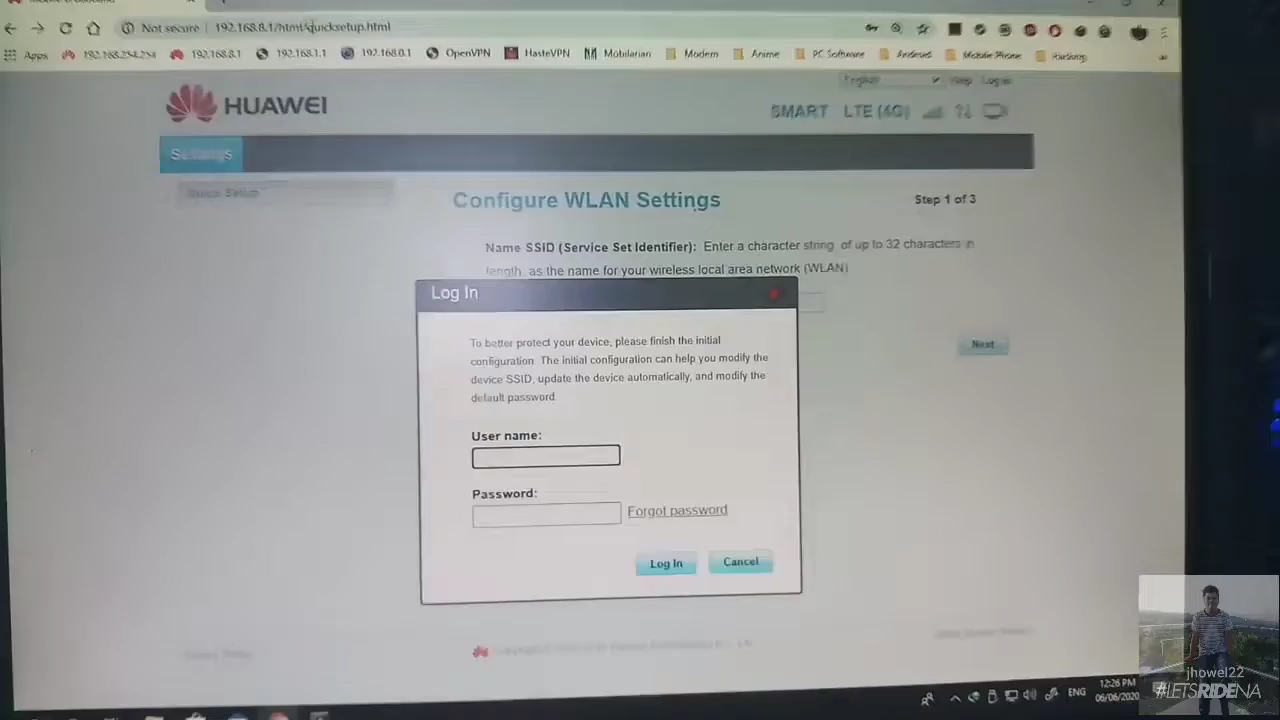 Not secure | 192.168.8.1/html/quicksetup.html
Apps 192.168.254.254 192.168.8.1 192.168.1.1 192.168.0.1 OpenVPN HasteVPN Mobilarian Modem Anime PC Software Android Mobile Phone
English Help Log In
HUAWEI
SMART LTE (4G)
Settings
Quick Setup
Configure WLAN Settings
Step 1 of 3
Name SSID (Service Set Identifier): Enter a character string of up to 32 characters in
length, as the name for your wireless local area network (WLAN)
Log In
To better protect your device, please finish the initial
configuration. The initial configuration can help you modify the
device SSID, update the device automatically, and modify the
default password
Next
User name:
Password:
Forgot password
Log In Cancel
ENG
12:26 PM
06/06/2020
jhowel22
#LETSRIDENA